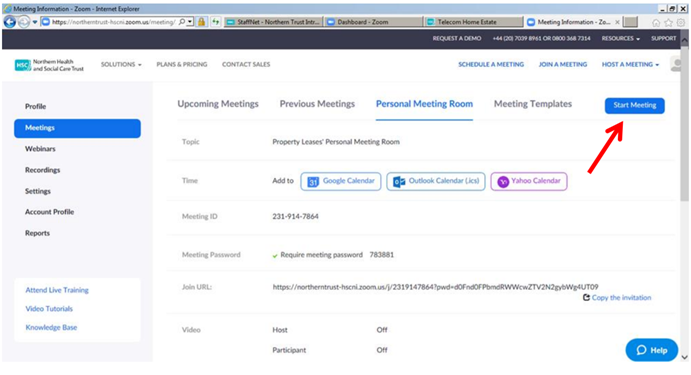 Meeting Information - Zoom - Internet Explorer
https://northerntrust-hscni.zoom.us/meeting/
StaffNet - Northern Trust Intr...
Dashboard - Zoom
Telecom Home Estate
Meeting Information - Zo...
REQUEST A DEMO +44 (20) 7039 8961 OR 0800 368 7314 RESOURCES SUPPORT
HSC Northern Health and Social Care Trust
SOLUTIONS PLANS & PRICING CONTACT SALES SCHEDULE A MEETING JOIN A MEETING HOST A MEETING
Profile
Meetings
Webinars
Recordings
Settings
Account Profile
Reports
Attend Live Training
Video Tutorials
Knowledge Base
Upcoming Meetings Previous Meetings Personal Meeting Room Meeting Templates Start Meeting
Topic Property Leases' Personal Meeting Room
Time Add to 31 Google Calendar Outlook Calendar (.ics) Yahoo Calendar
Meeting ID 231-914-7864
Meeting Password Require meeting password 783881
Join URL: https://northerntrust-hscni.zoom.us/j/2319147864?pwd=d0Fnd0FPbmdRWWcwZTV2N2gybWg4UT09
Copy the invitation
Video Host Off
Participant Off
Help